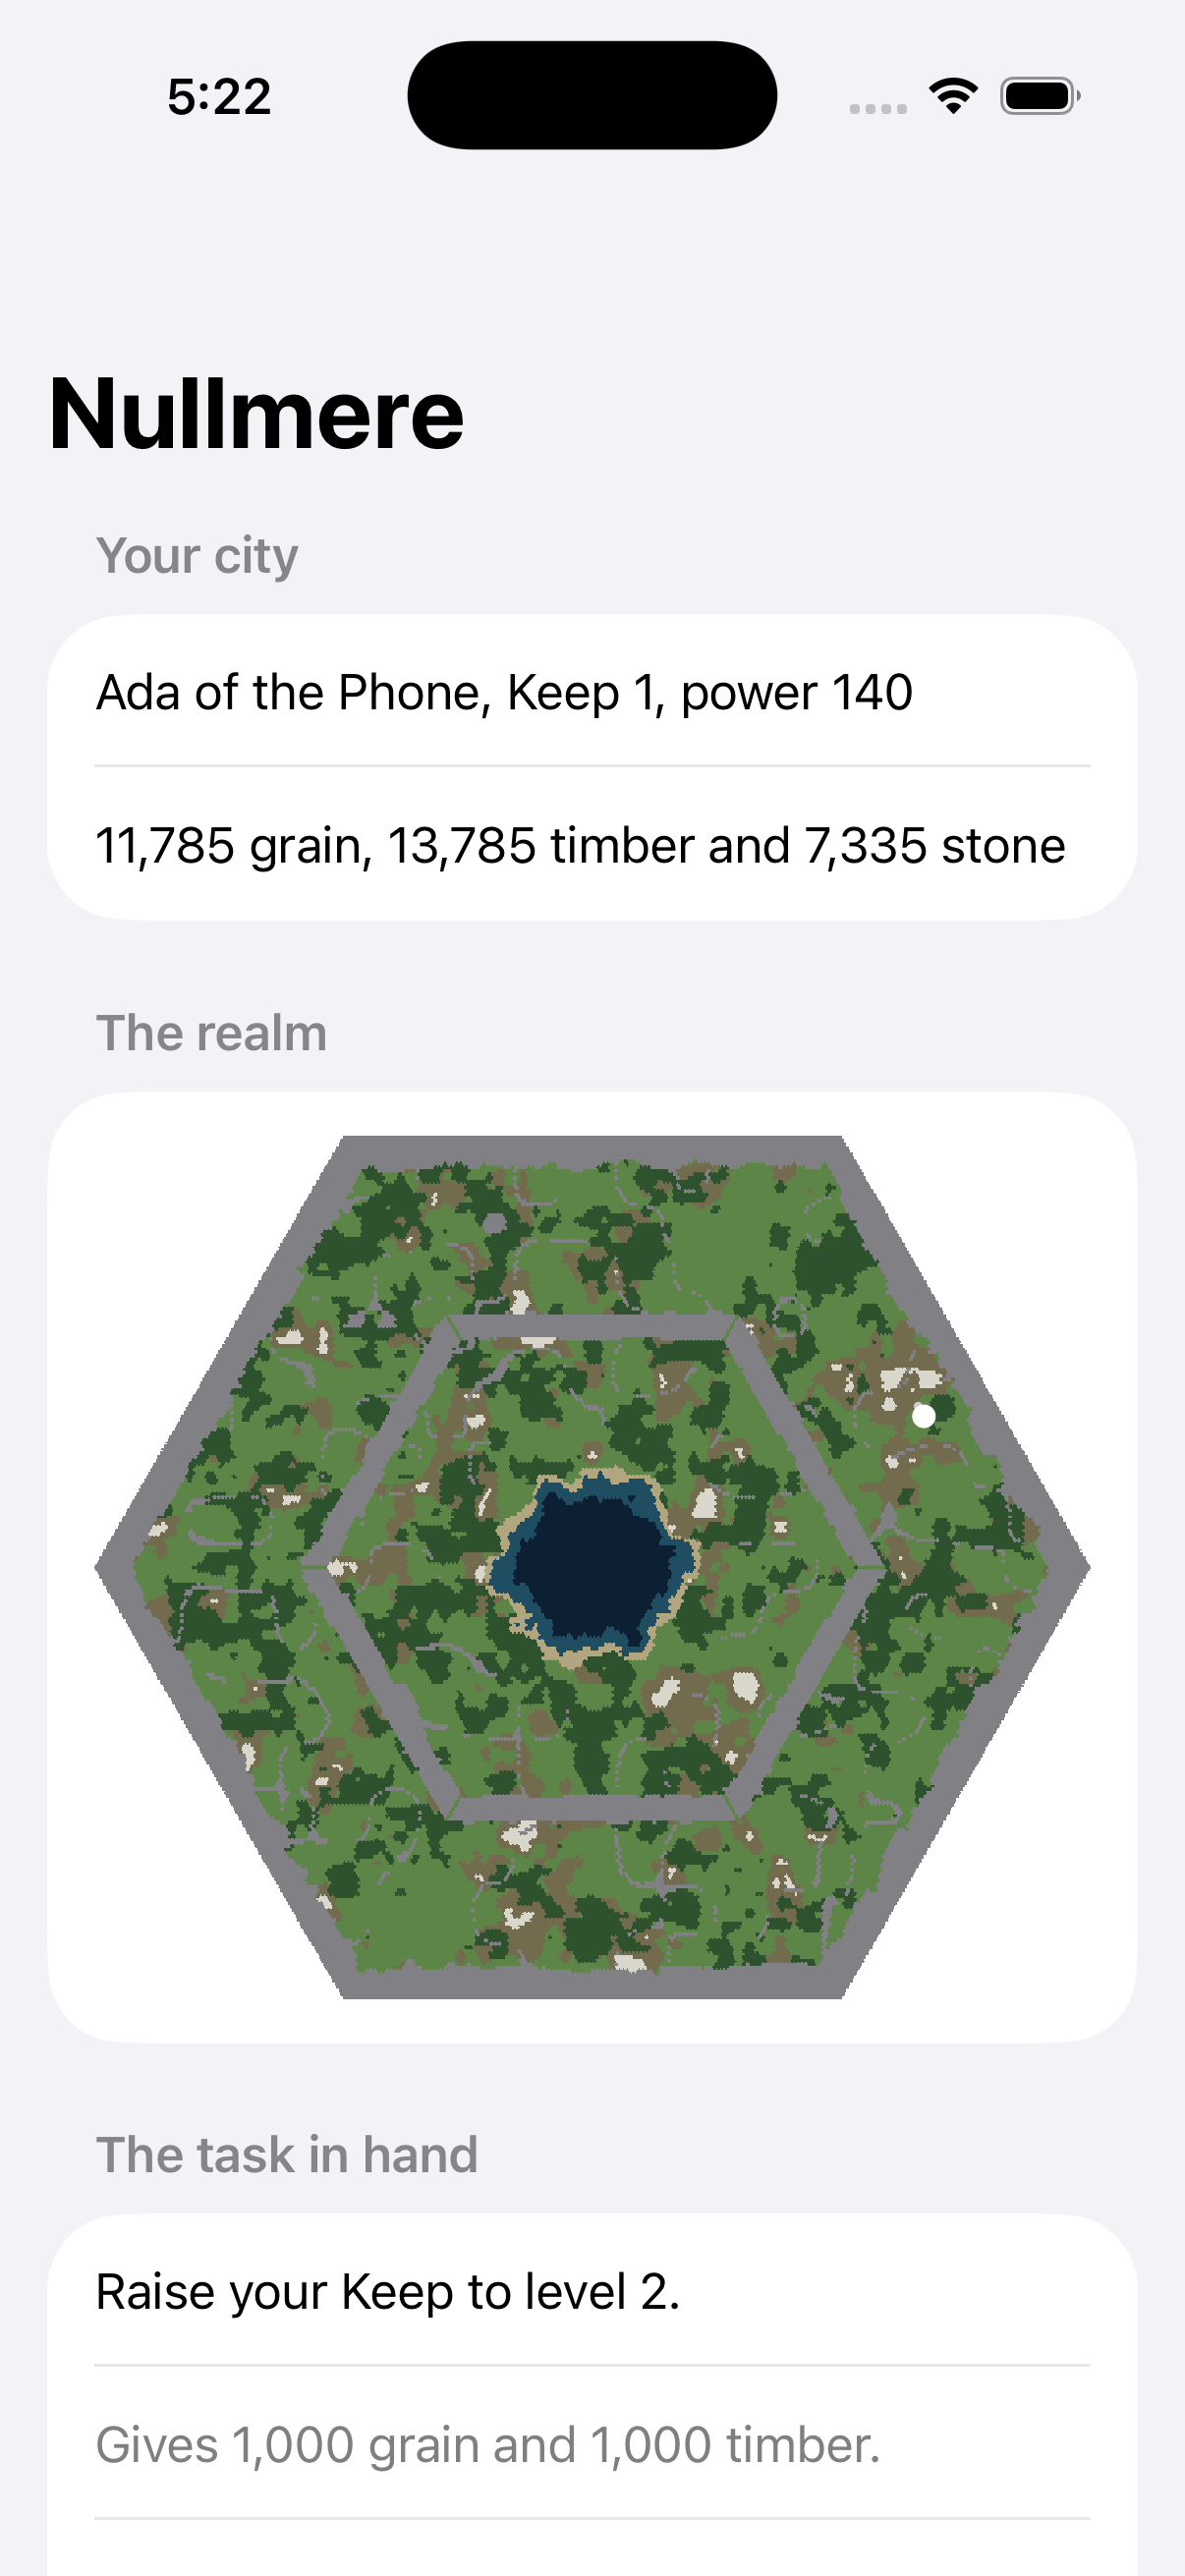 5:22
Nullmere
Your city
Ada of the Phone, Keep 1, power 140
11,785 grain, 13,785 timber and 7,335 stone
The realm
The task in hand
Raise your Keep to level 2.
Gives 1,000 grain and 1,000 timber.